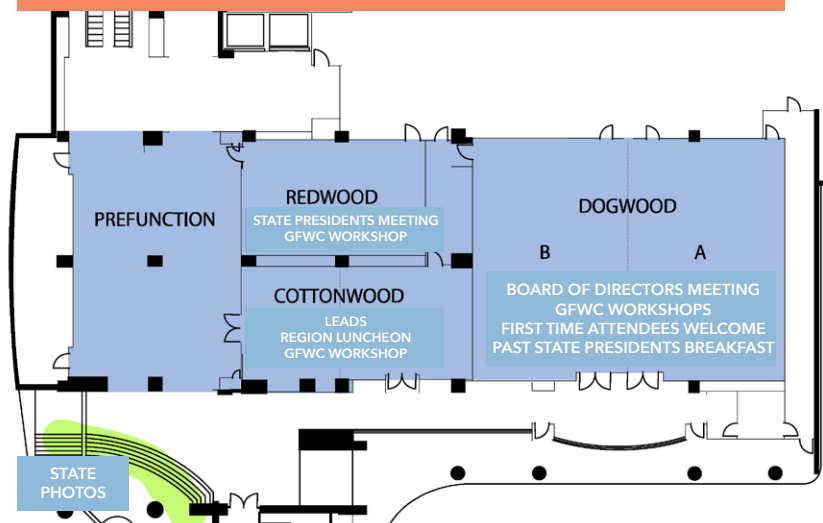 PREFUNCTION
REDWOOD
STATE PRESIDENTS MEETING
GFWC WORKSHOP
COTTONWOOD
LEADS
REGION LUNCHEON
GFWC WORKSHOP
DOGWOOD
B
A
BOARD OF DIRECTORS MEETING
GFWC WORKSHOPS
FIRST TIME ATTENDEES WELCOME
PAST STATE PRESIDENTS BREAKFAST
STATE
PHOTOS